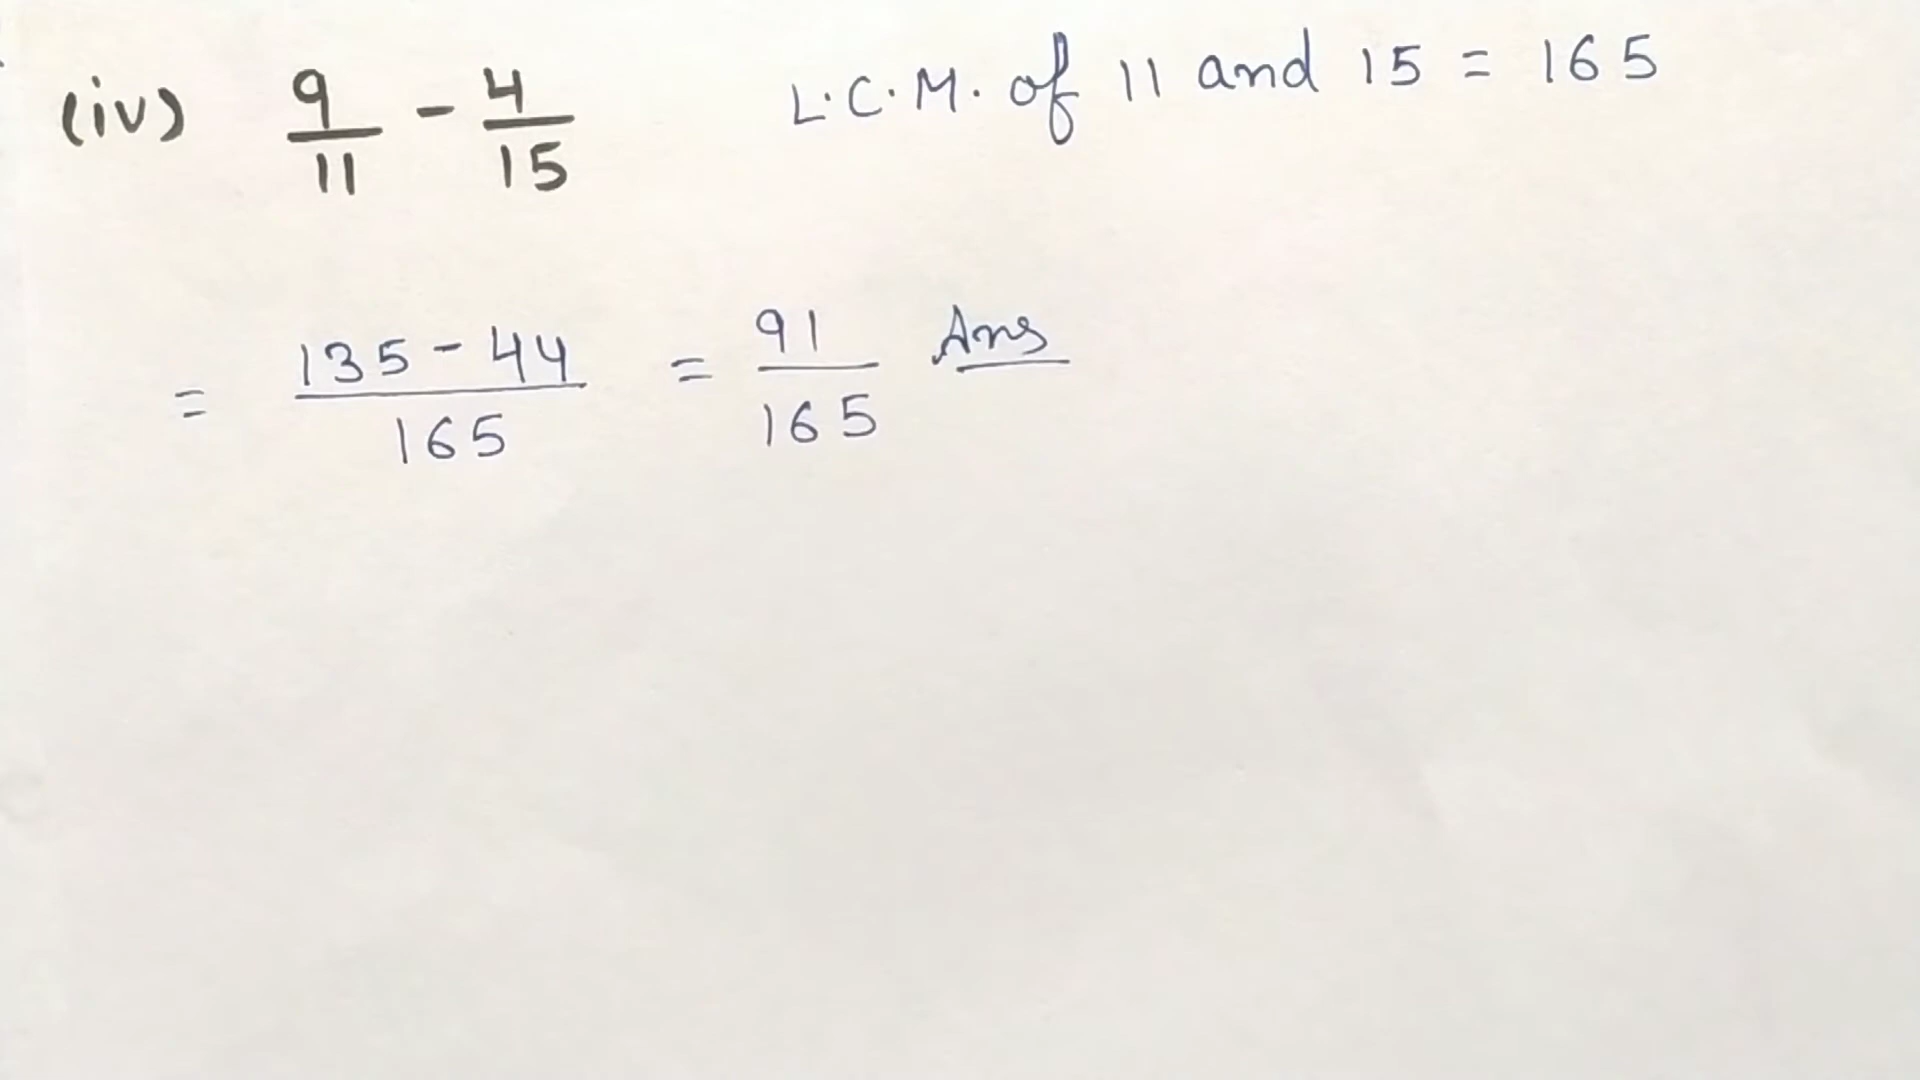 (iv) 9/11 - 4/15 L.C.M. of 11 and 15 = 165
= 135 - 44/165 = 91/165 Ans